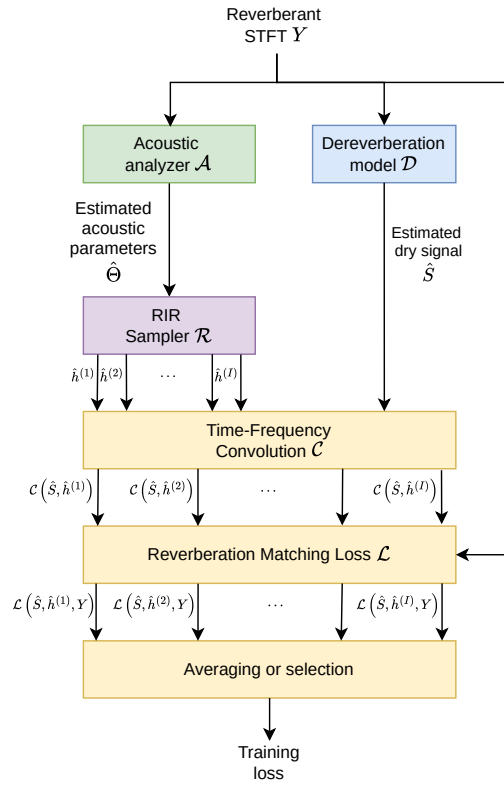 Reverberant
STFT Y
Acoustic
analyzer 𝒜
Dereverberation
model 𝒟
Estimated
acoustic
parameters
Θ̂
Estimated
dry signal
Ŝ
RIR
Sampler ℛ
ĥ⁽¹⁾ ĥ⁽²⁾ ... ĥ⁽ᴵ⁾
Time-Frequency
Convolution 𝒞
𝒞(Ŝ, ĥ⁽¹⁾) 𝒞(Ŝ, ĥ⁽²⁾) ... 𝒞(Ŝ, ĥ⁽ᴵ⁾)
Reverberation Matching Loss ℒ
ℒ(Ŝ, ĥ⁽¹⁾, Y) ℒ(Ŝ, ĥ⁽²⁾, Y) ... ℒ(Ŝ, ĥ⁽ᴵ⁾, Y)
Averaging or selection
Training
loss